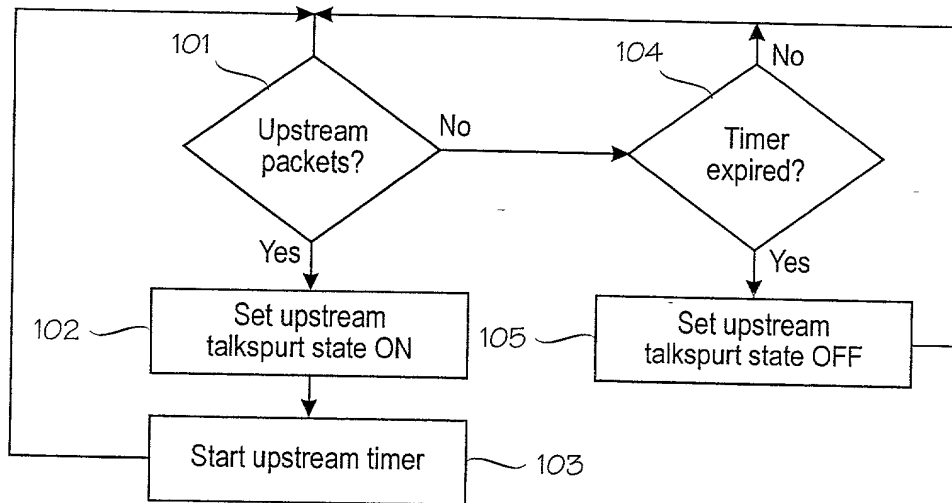 101
Upstream
packets?
No
Yes
104
Timer
expired?
No
Yes
102
Set upstream
talkspurt state ON
105
Set upstream
talkspurt state OFF
Start upstream timer
103